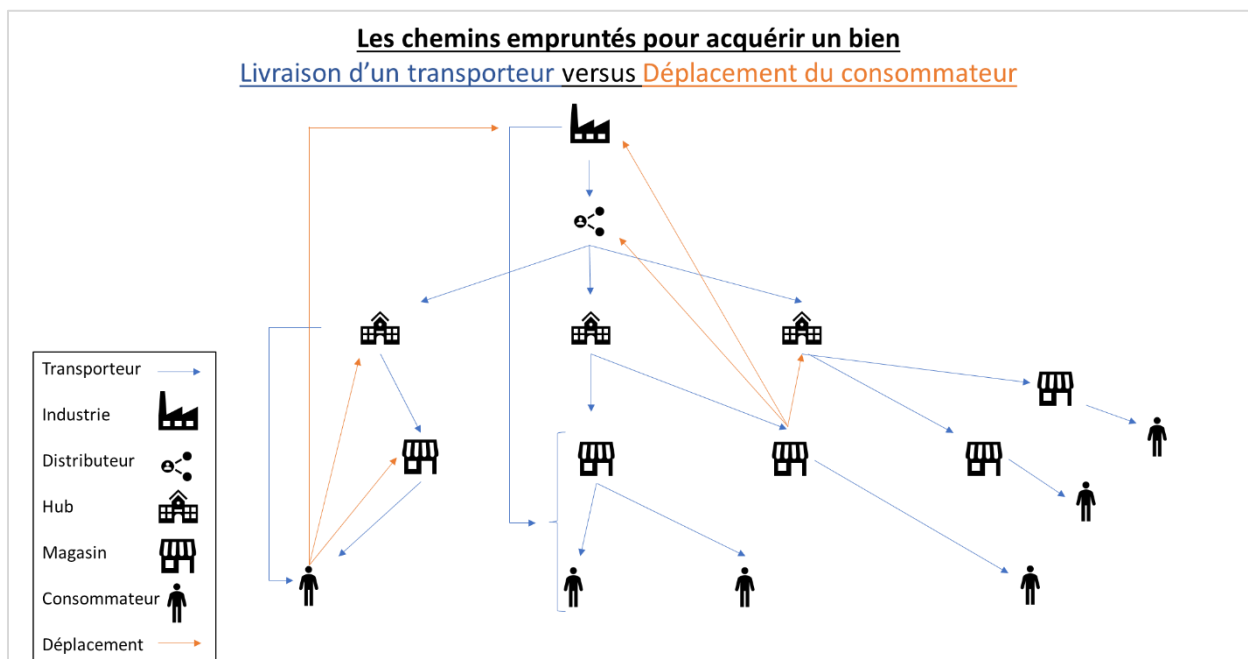 Les chemins empruntés pour acquérir un bien
Livraison d'un transporteur versus Déplacement du consommateur
Transporteur
Industrie
Distributeur
Hub
Magasin
Consommateur
Déplacement